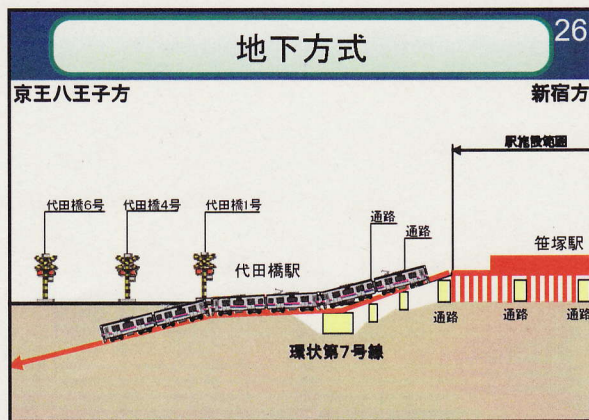 地下方式
26
京王八王子方
新宿方
駅施設範囲
代田橋6号
代田橋4号
代田橋1号
通路
通路
代田橋駅
笹塚駅
通路
通路
通路
環状第7号線